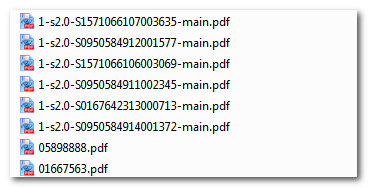 1-s2.0-S1571066107003635-main.pdf
1-s2.0-S0950584912001577-main.pdf
1-s2.0-S1571066106003069-main.pdf
1-s2.0-S0950584911002345-main.pdf
1-s2.0-S0167642313000713-main.pdf
1-s2.0-S0950584914001372-main.pdf
05898888.pdf
01667563.pdf